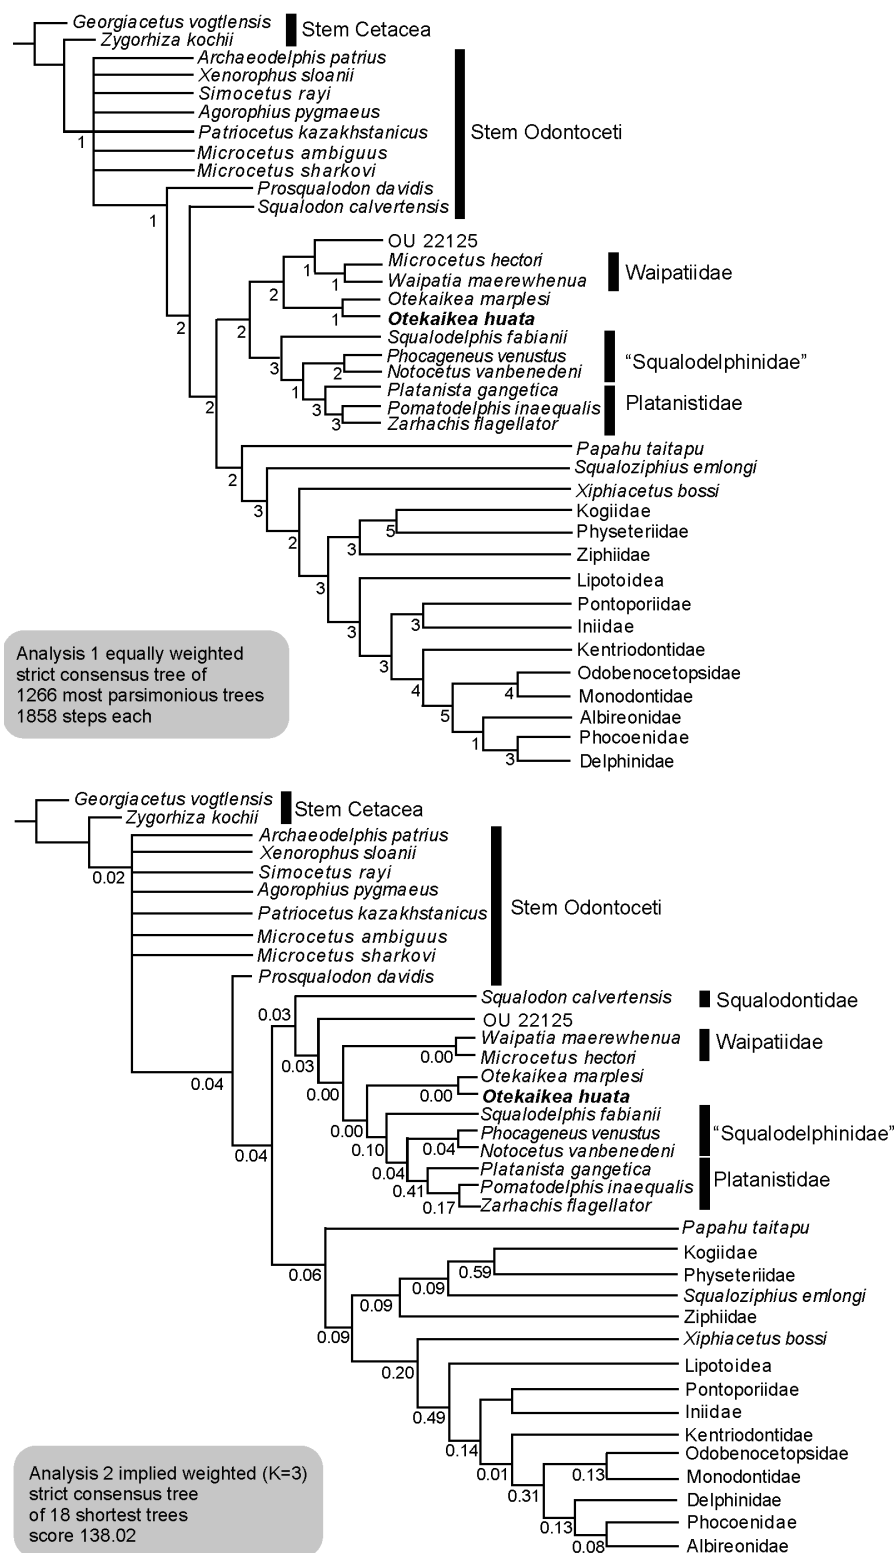 Georgiacetus vogtlensis
Zygorhiza kochii
Stem Cetacea
Archaeodelphis patrius
Xenorophus sloanii
Simocetus rayi
Agorophius pygmaeus
Patriocetus kazakhstanicus
Microcetus ambiguus
Microcetus sharkovi
Prosqualodon davidis
Squalodon calvertensis
Stem Odontoceti
1
1
2
2
OU 22125
Microcetus hectori
Waipatia maerewhenua
Waipatiidae
Otekaikea marplesi
Otekaikea huata
1
1
2
1
2
Squalodelphis fabianii
Phocageneus venustus
Notocetus vanbenedeni
“Squalodelphinidae”
Platanista gangetica
Pomatodelphis inaequalis
Zarhachis flagellator
Platanistidae
3
2
1
3
3
Papahu taitapu
Squaloziphius emlongi
Xiphiacetus bossi
2
3
2
Kogiidae
Physeteriidae
Ziphiidae
5
3
3
Lipotoidea
Pontoporiidae
Iniidae
3
3
3
Kentriodontidae
Odobenocetopsidae
Monodontidae
4
4
5
Albireonidae
Phocoenidae
Delphinidae
1
3
Analysis 1 equally weighted
strict consensus tree of
1266 most parsimonious trees
1858 steps each
Georgiacetus vogtlensis
Zygorhiza kochii
Stem Cetacea
Archaeodelphis patrius
Xenorophus sloanii
Simocetus rayi
Agorophius pygmaeus
Patriocetus kazakhstanicus
Microcetus ambiguus
Microcetus sharkovi
Prosqualodon davidis
Stem Odontoceti
0.02
0.04
0.04
Squalodon calvertensis
Squalodontidae
0.03
OU 22125
0.03
Waipatia maerewhenua
Microcetus hectori
Waipatiidae
0.00
0.00
Otekaikea marplesi
Otekaikea huata
0.00
0.00
Squalodelphis fabianii
Phocageneus venustus
Notocetus vanbenedeni
“Squalodelphinidae”
0.10
0.04
0.04
Platanista gangetica
Pomatodelphis inaequalis
Zarhachis flagellator
Platanistidae
0.41
0.17
Papahu taitapu
0.06
Kogiidae
Physeteriidae
Squaloziphius emlongi
Ziphiidae
0.59
0.09
0.09
0.09
Xiphiacetus bossi
0.20
Lipotoidea
0.49
Pontoporiidae
Iniidae
0.14
Kentriodontidae
0.01
Odobenocetopsidae
Monodontidae
0.13
0.31
Delphinidae
Phocoenidae
Albireonidae
0.13
0.08
Analysis 2 implied weighted (K=3)
strict consensus tree
of 18 shortest trees
score 138.02